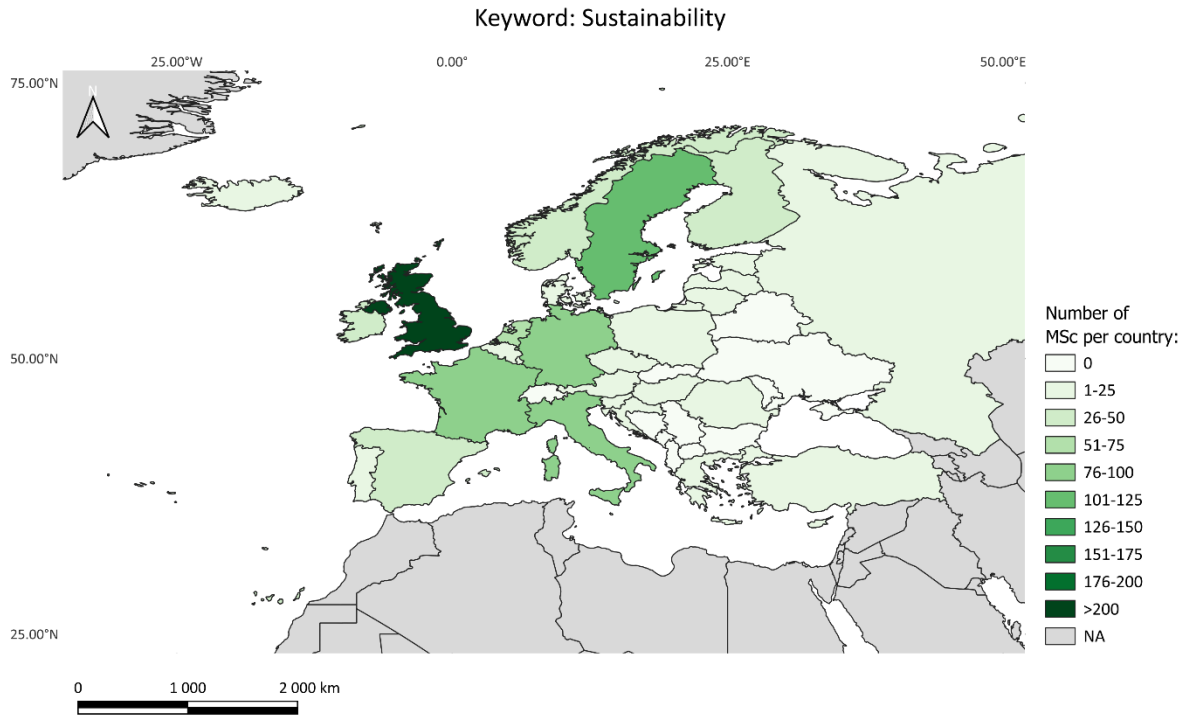 Keyword: Sustainability
25.00°W 0.00° 25.00°E 50.00°E
75.00°N
N
50.00°N
25.00°N
Number of
MSc per country:
0
1-25
26-50
51-75
76-100
101-125
126-150
151-175
176-200
>200
NA
0 1 000 2 000 km